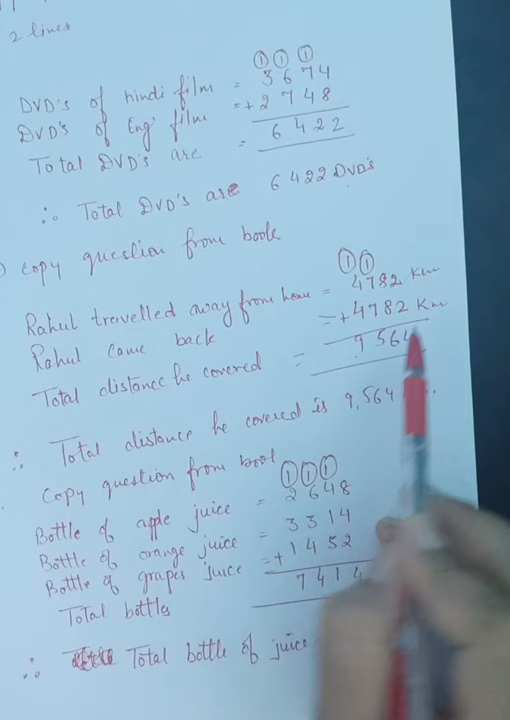 2 lines
① ① ①
DVD's of hindi film = 3674
DVD's of Eng' film = + 2748
Total DVD's are = 6422
∴ Total DVD's are 6422 DVD's
) Copy question from book
① ①
Rahul travelled away from home = 4782 Km
Rahul came back = + 4782 Km
Total distance he covered = 9564
∴ Total distance he covered is 9,564
Copy question from book
① ① ①
Bottle of apple juice = 2648
Bottle of orange juice = 3314
Bottle of grapes juice = + 1452
Total bottles 7414
∴ Total bottle of juice